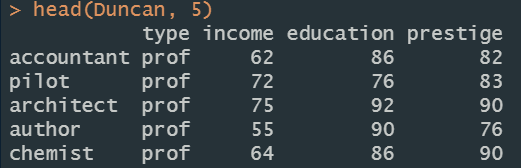 > head(Duncan, 5)
type income education prestige
accountant prof 62 86 82
pilot prof 72 76 83
architect prof 75 92 90
author prof 55 90 76
chemist prof 64 86 90